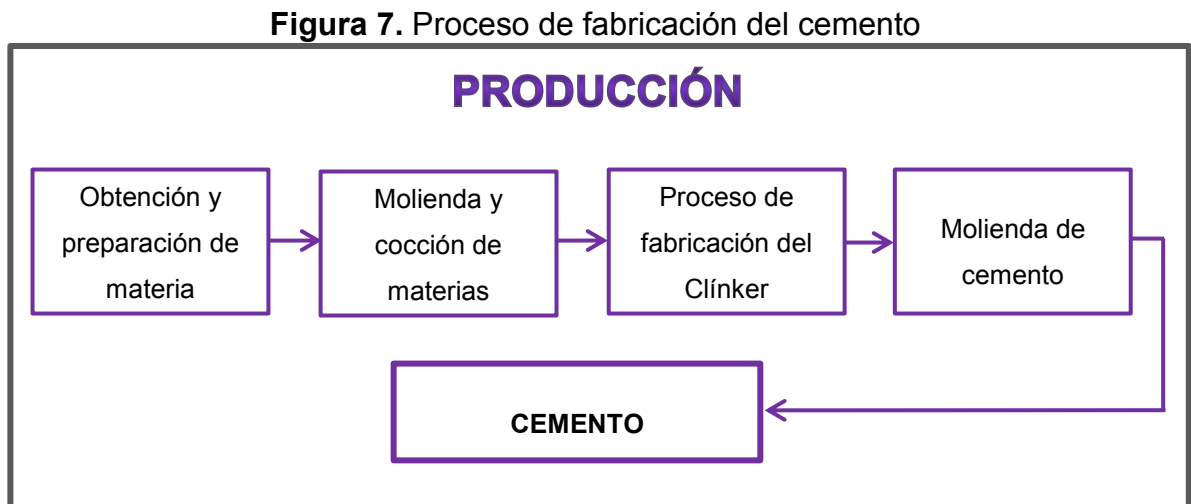 Figura 7. Proceso de fabricación del cemento
PRODUCCIÓN
Obtención y
preparación de
materia
Molienda y
cocción de
materias
Proceso de
fabricación del
Clínker
Molienda de
cemento
CEMENTO